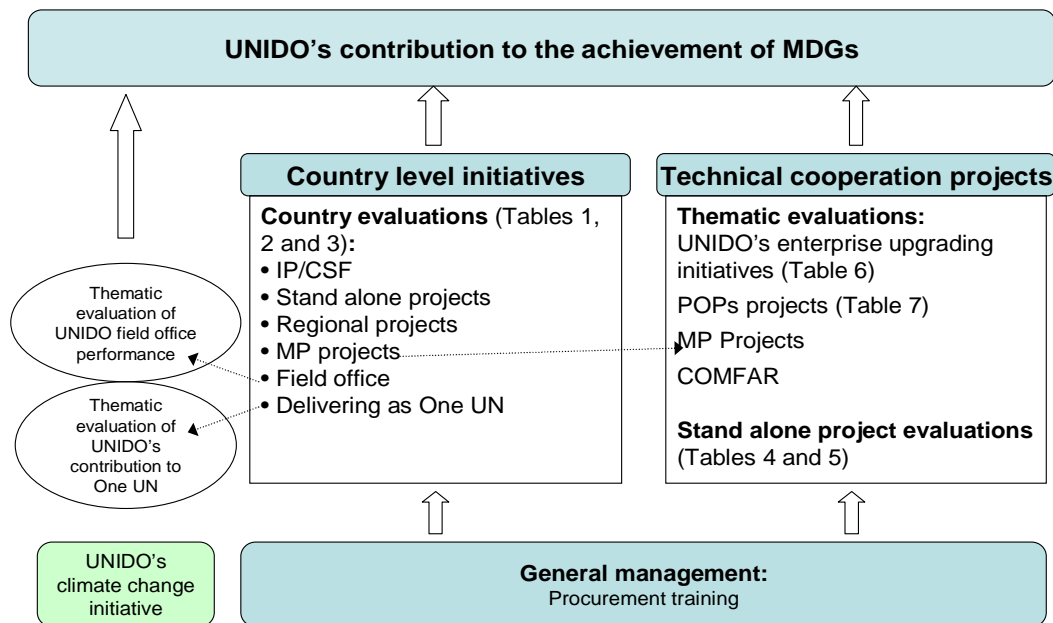 UNIDO’s contribution to the achievement of MDGs
Country level initiatives
Country evaluations (Tables 1,
2 and 3):
• IP/CSF
• Stand alone projects
• Regional projects
• MP projects
• Field office
• Delivering as One UN
Technical cooperation projects
Thematic evaluations:
UNIDO’s enterprise upgrading
initiatives (Table 6)
POPs projects (Table 7)
MP Projects
COMFAR
Stand alone project evaluations
(Tables 4 and 5)
Thematic
evaluation of
UNIDO field office
performance
Thematic
evaluation of
UNIDO’s
contribution to
One UN
UNIDO’s
climate change
initiative
General management:
Procurement training